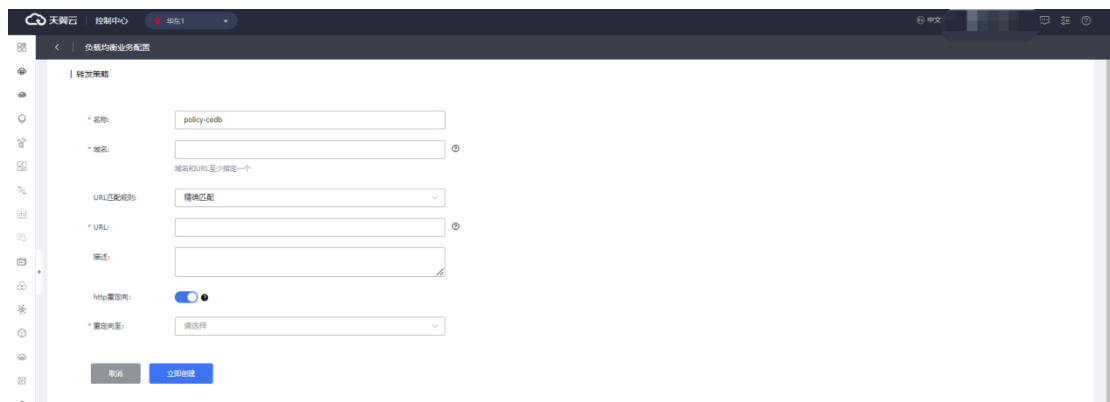 天翼云 控制中心 华东1 中文
负载均衡业务配置
转发策略
* 名称: policy-cedb
* 域名:
域名和URL至少指定一个
URL匹配规则: 精确匹配
* URL:
描述:
http重定向:
* 重定向至: 请选择
取消 立即创建